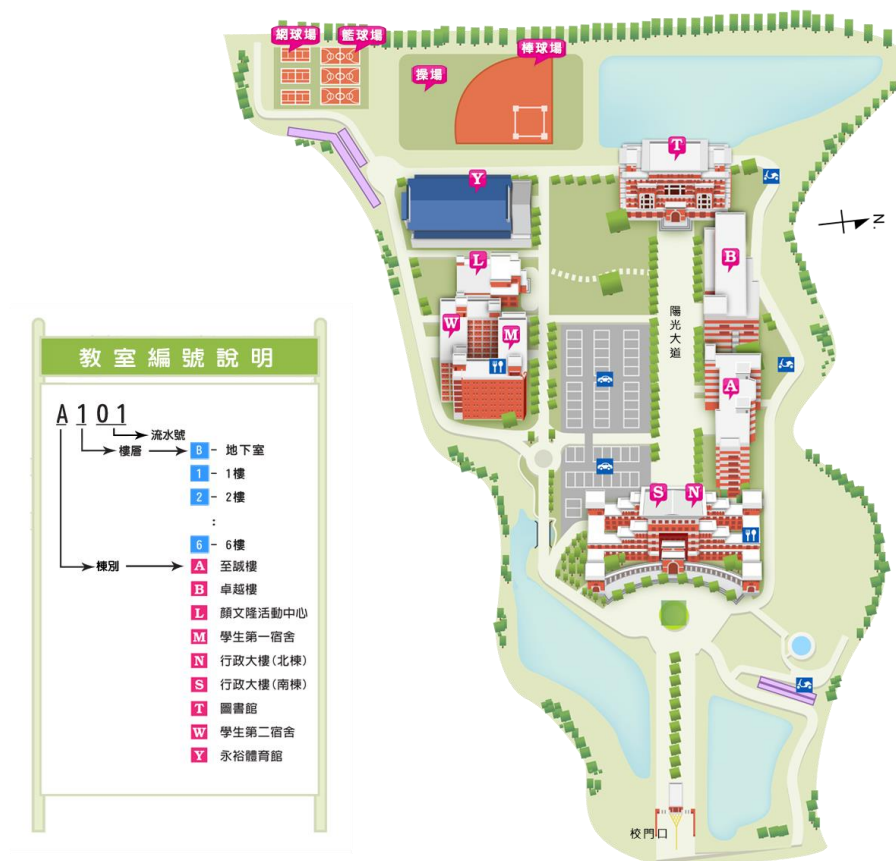 網球場
籃球場
棒球場
操場
T
Y
N.
B
L
W
M
陽光大道
A
S
N
校門口
教室編號說明
A101
流水號
樓層
B - 地下室
1 - 1樓
2 - 2樓
:
6 - 6樓
棟別
A 至誠樓
B 卓越樓
L 顏文隆活動中心
M 學生第一宿舍
N 行政大樓(北棟)
S 行政大樓(南棟)
T 圖書館
W 學生第二宿舍
Y 永裕體育館